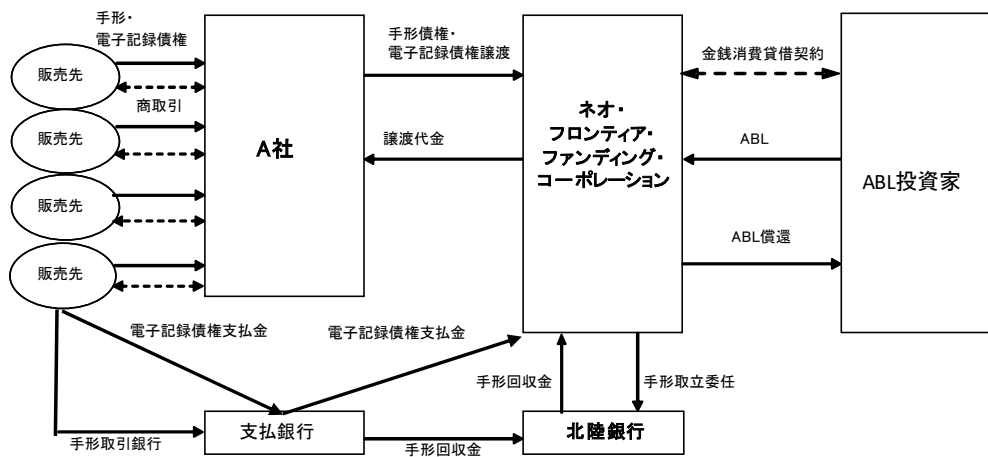 手形・
電子記録債権
販売先
商取引
販売先
販売先
販売先
A社
手形債権・
電子記録債権譲渡
譲渡代金
ネオ・
フロンティア・
ファンディング・
コーポレーション
金銭消費貸借契約
ABL
ABL償還
ABL投資家
電子記録債権支払金
電子記録債権支払金
手形回収金
手形取立委任
手形取引銀行
支払銀行
手形回収金
北陸銀行